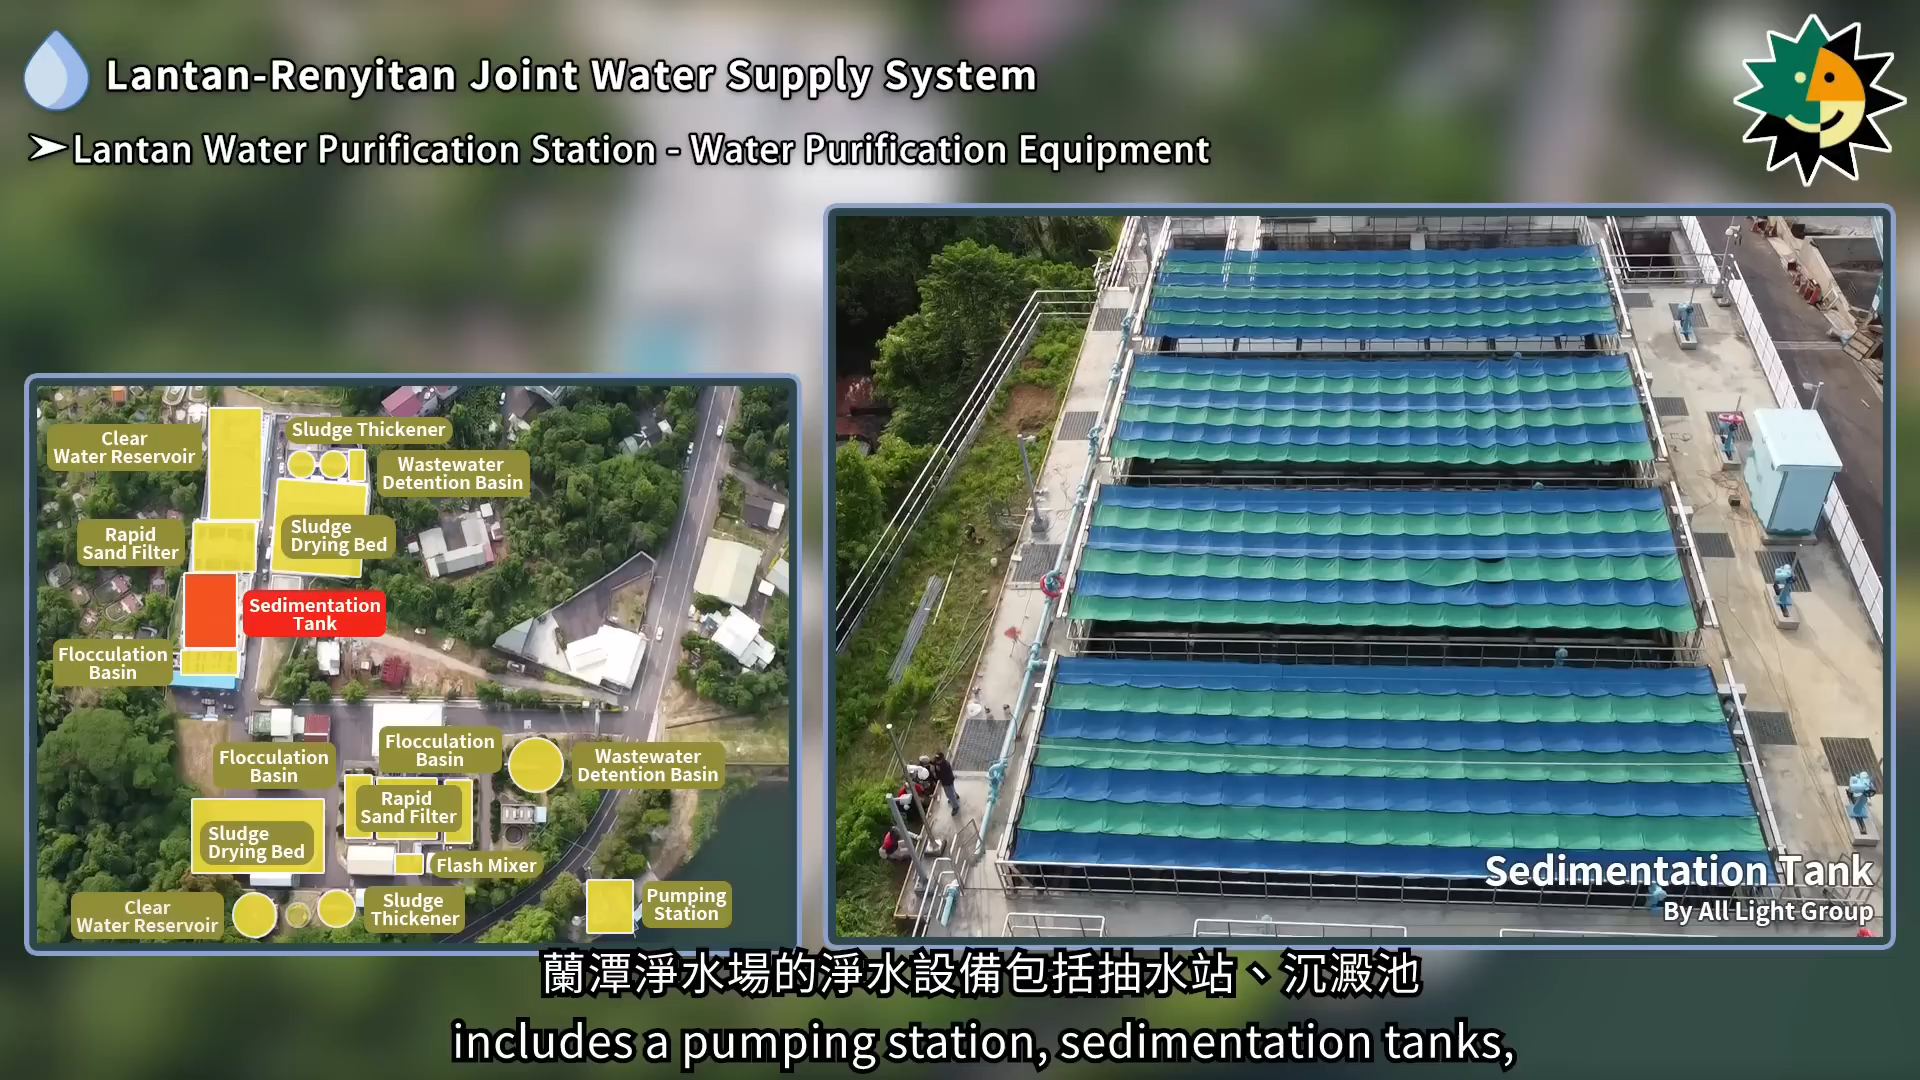 Lantan-Renyitan Joint Water Supply System
➤Lantan Water Purification Station - Water Purification Equipment
Clear
Water Reservoir
Sludge Thickener
Wastewater
Detention Basin
Rapid
Sand Filter
Sludge
Drying Bed
Sedimentation
Tank
Flocculation
Basin
Flocculation
Basin
Flocculation
Basin
Wastewater
Detention Basin
Rapid
Sand Filter
Sludge
Drying Bed
Flash Mixer
Clear
Water Reservoir
Sludge
Thickener
Pumping
Station
Sedimentation Tank
By All Light Group
蘭潭淨水場的淨水設備包括抽水站、沉澱池
includes a pumping station, sedimentation tanks,